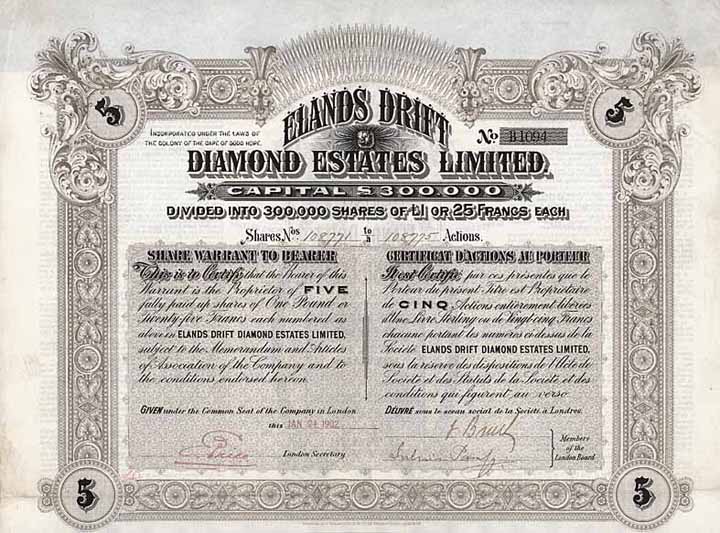 5
5
ELANDS DRIFT
INCORPORATED UNDER THE LAWS OF
THE COLONY OF THE CAPE OF GOOD HOPE.
No. B1094
DIAMOND ESTATES LIMITED.
CAPITAL £300.000
DIVIDED INTO 300.000 SHARES OF £1 OR 25 FRANCS EACH
Shares, Nos 108771 to à 108775 Actions.
SHARE WARRANT TO BEARER
This is to Certify that the Bearer of this
Warrant is the Proprietor of FIVE
fully paid up shares of One Pound or
Twenty-five Francs each numbered as
above in ELANDS DRIFT DIAMOND ESTATES LIMITED,
subject to the Memorandum and Articles
of Association of the Company and to
the conditions endorsed hereon.
CERTIFICAT D'ACTIONS AU PORTEUR
Il est Certifié par ces présentes que le
Porteur du présent Titre est Propriétaire
de CINQ Actions entièrement libérées
d'Une Livre Sterling ou de Vingt-cinq Francs
chacune portant les numéros ci-dessus de la
Société ELANDS DRIFT DIAMOND ESTATES LIMITED,
sous la réserve des dispositions de l'Acte de
Société et des Statuts de la Société et des
conditions qui figurent au verso.
GIVEN under the Common Seal of the Company in London
this JAN 24 1902
London Secretary
DÉLIVRÉ sous le sceau social de la Société à Londres.
Members
of the
London Board
5
5